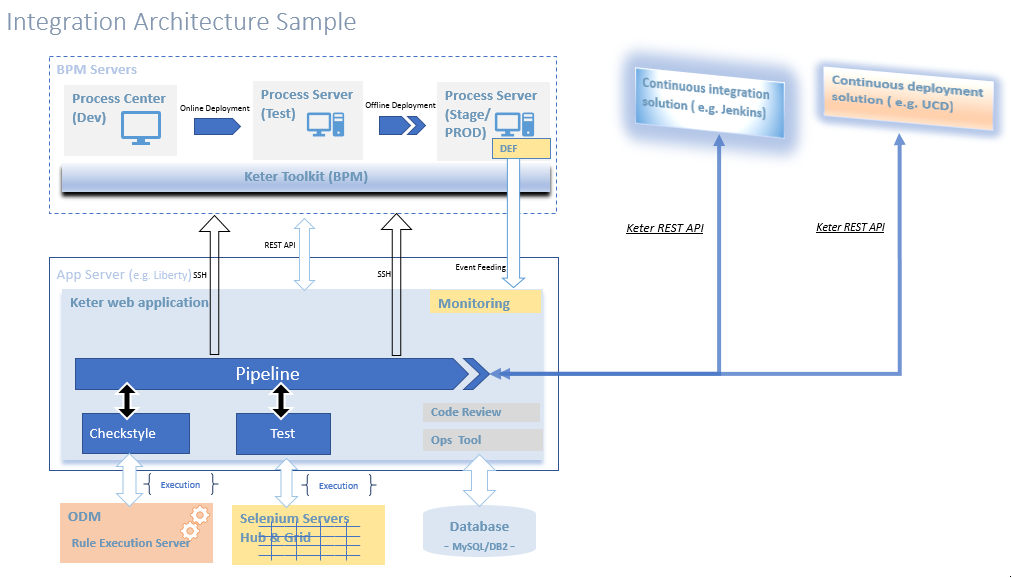 Integration Architecture Sample
BPM Servers
Process Center
(Dev)
Online Deployment
Process Server
(Test)
Offline Deployment
Process Server
(Stage/
PROD)
DEF
Keter Toolkit (BPM)
Continuous integration
solution ( e.g. Jenkins)
Continuous deployment
solution ( e.g. UCD)
Keter REST API
Keter REST API
REST API
SSH
SSH
Event Feeding
App Server (e.g. Liberty)
Keter web application
Monitoring
Pipeline
Checkstyle
Test
Code Review
Ops Tool
Execution
Execution
ODM
Rule Execution Server
Selenium Servers
Hub & Grid
Database
– MySQL/DB2 –